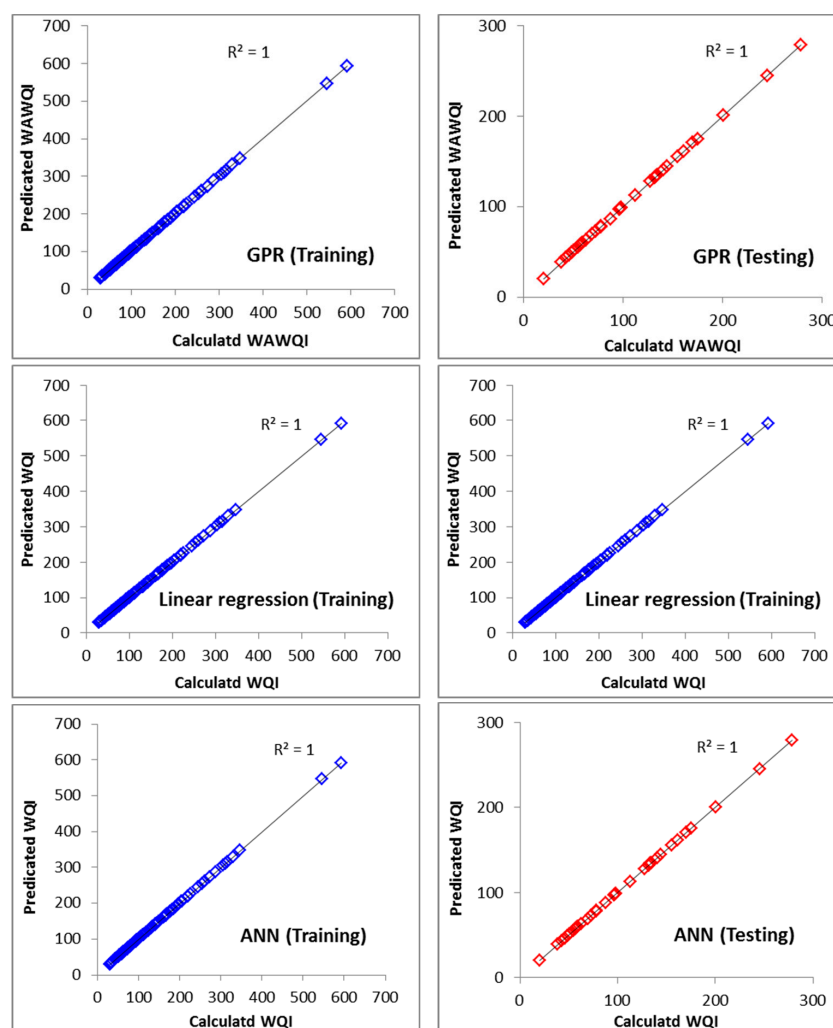 700
600
500
400
300
200
100
0
Predicated WAWQI
R² = 1
GPR (Training)
0 100 200 300 400 500 600 700
Calculatd WAWQI
300
200
100
0
Predicated WAWQI
R² = 1
GPR (Testing)
0 100 200 300
Calculatd WAWQI
700
600
500
400
300
200
100
0
Predicated WQI
R² = 1
Linear regression (Training)
0 100 200 300 400 500 600 700
Calculatd WQI
700
600
500
400
300
200
100
0
Predicated WQI
R² = 1
Linear regression (Training)
0 100 200 300 400 500 600 700
Calculatd WQI
700
600
500
400
300
200
100
0
Predicated WQI
R² = 1
ANN (Training)
0 100 200 300 400 500 600 700
Calculatd WQI
300
200
100
0
Predicated WQI
R² = 1
ANN (Testing)
0 100 200 300
Calculatd WQI